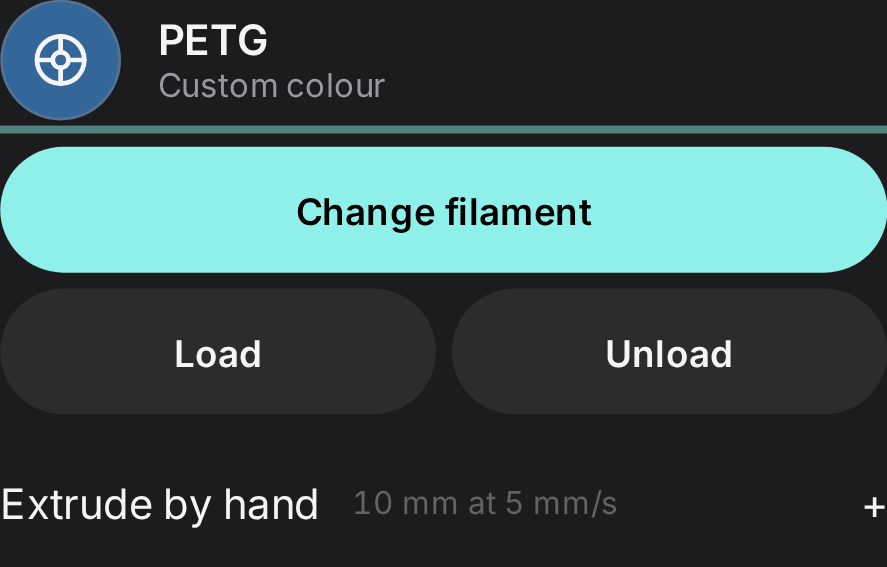 PETG
Custom colour
Change filament
Load
Unload
Extrude by hand 10 mm at 5 mm/s +